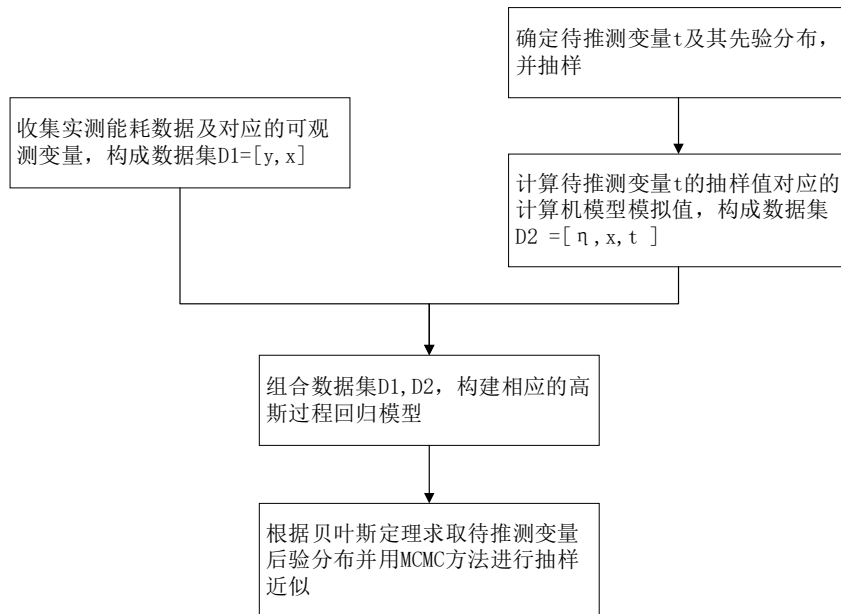 确定待推测变量t及其先验分布，
并抽样
收集实测能耗数据及对应的可观
测变量，构成数据集D1=[y,x]
计算待推测变量t的抽样值对应的
计算机模型模拟值，构成数据集
D2 =[ η,x,t ]
组合数据集D1,D2，构建相应的高
斯过程回归模型
根据贝叶斯定理求取待推测变量
后验分布并用MCMC方法进行抽样
近似